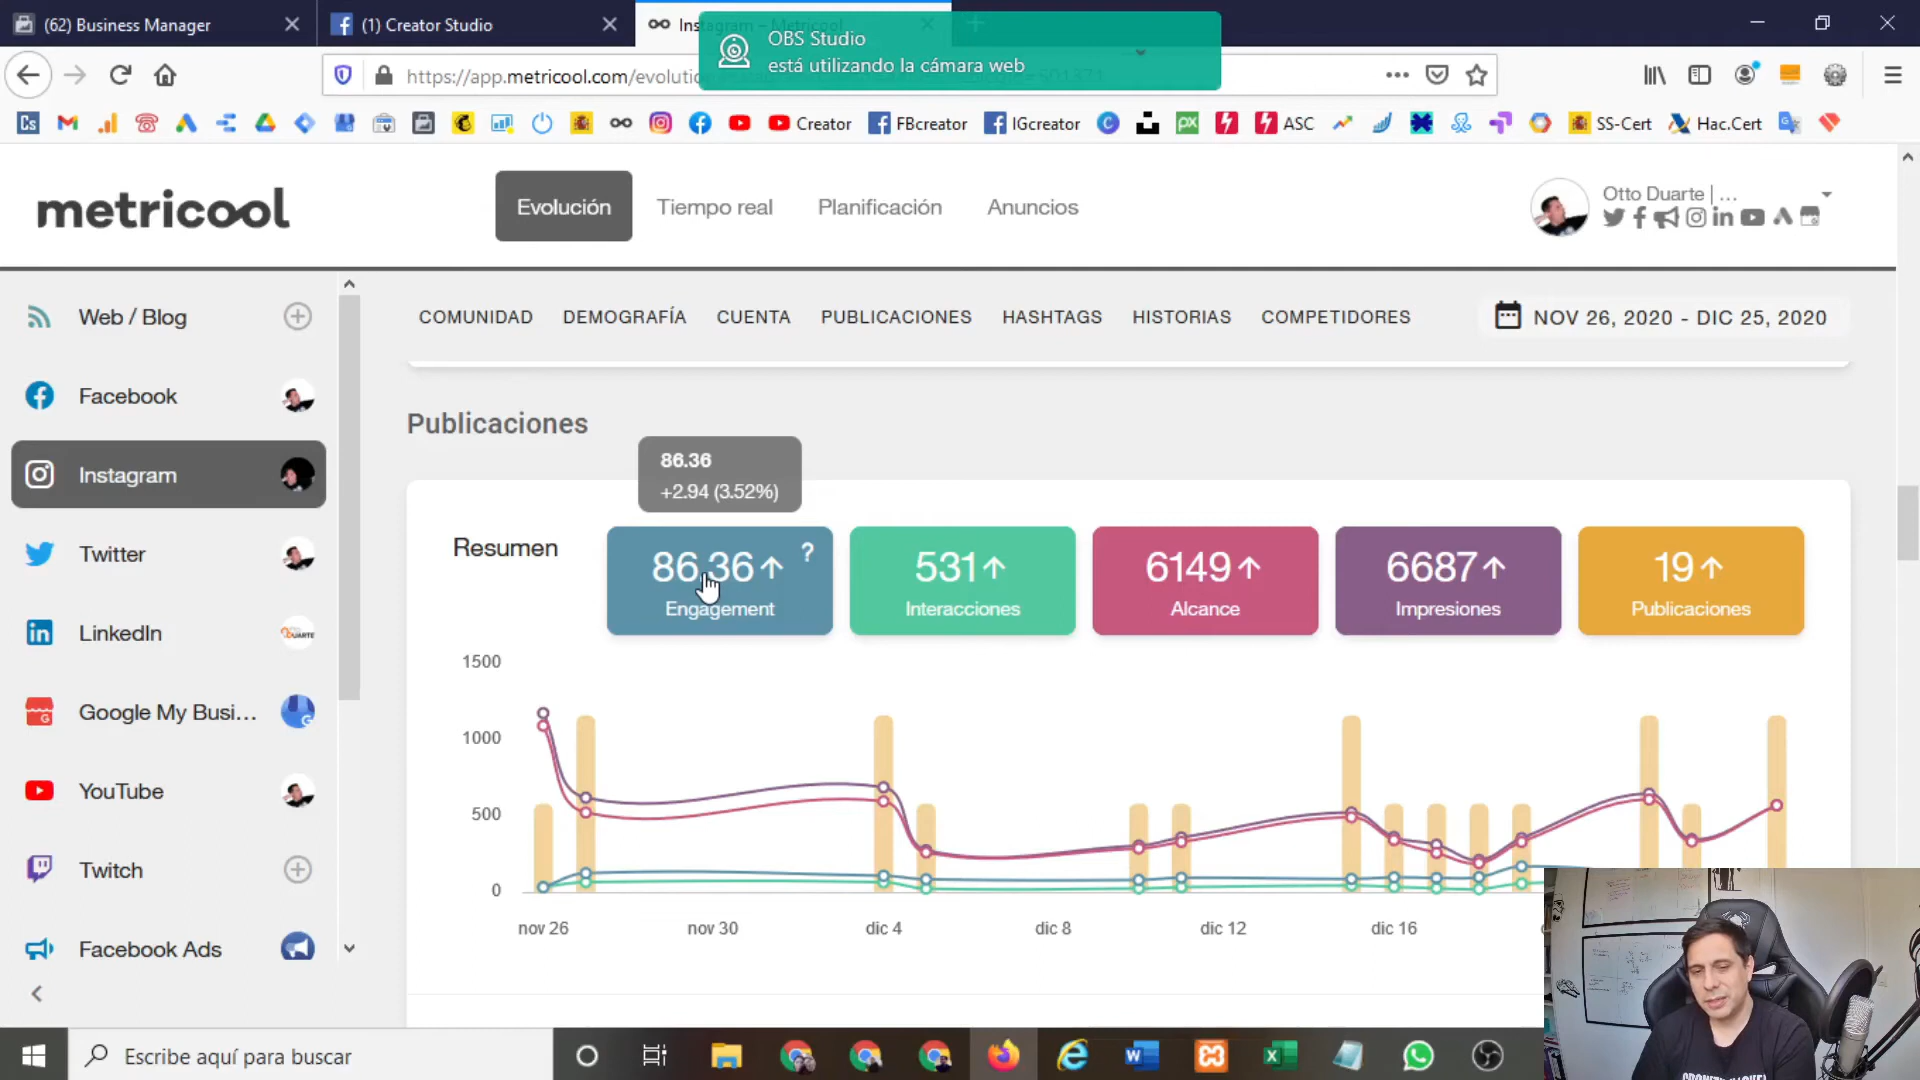 (62) Business Manager
(1) Creator Studio
Instagram – Metricool
OBS Studio
está utilizando la cámara web
https://app.metricool.com/evolutio
Cs
Creator
FBcreator
IGcreator
px
ASC
SS-Cert
Hac.Cert
metricool
Evolución
Tiempo real
Planificación
Anuncios
Otto Duarte | ...
Web / Blog
Facebook
Instagram
Twitter
LinkedIn
Google My Busi...
YouTube
Twitch
Facebook Ads
COMUNIDAD
DEMOGRAFÍA
CUENTA
PUBLICACIONES
HASHTAGS
HISTORIAS
COMPETIDORES
NOV 26, 2020 - DIC 25, 2020
Publicaciones
86.36
+2.94 (3.52%)
Resumen
86.36
?
Engagement
531
Interacciones
6149
Alcance
6687
Impresiones
19
Publicaciones
1500
1000
500
0
nov 26
nov 30
dic 4
dic 8
dic 12
dic 16
Escribe aquí para buscar